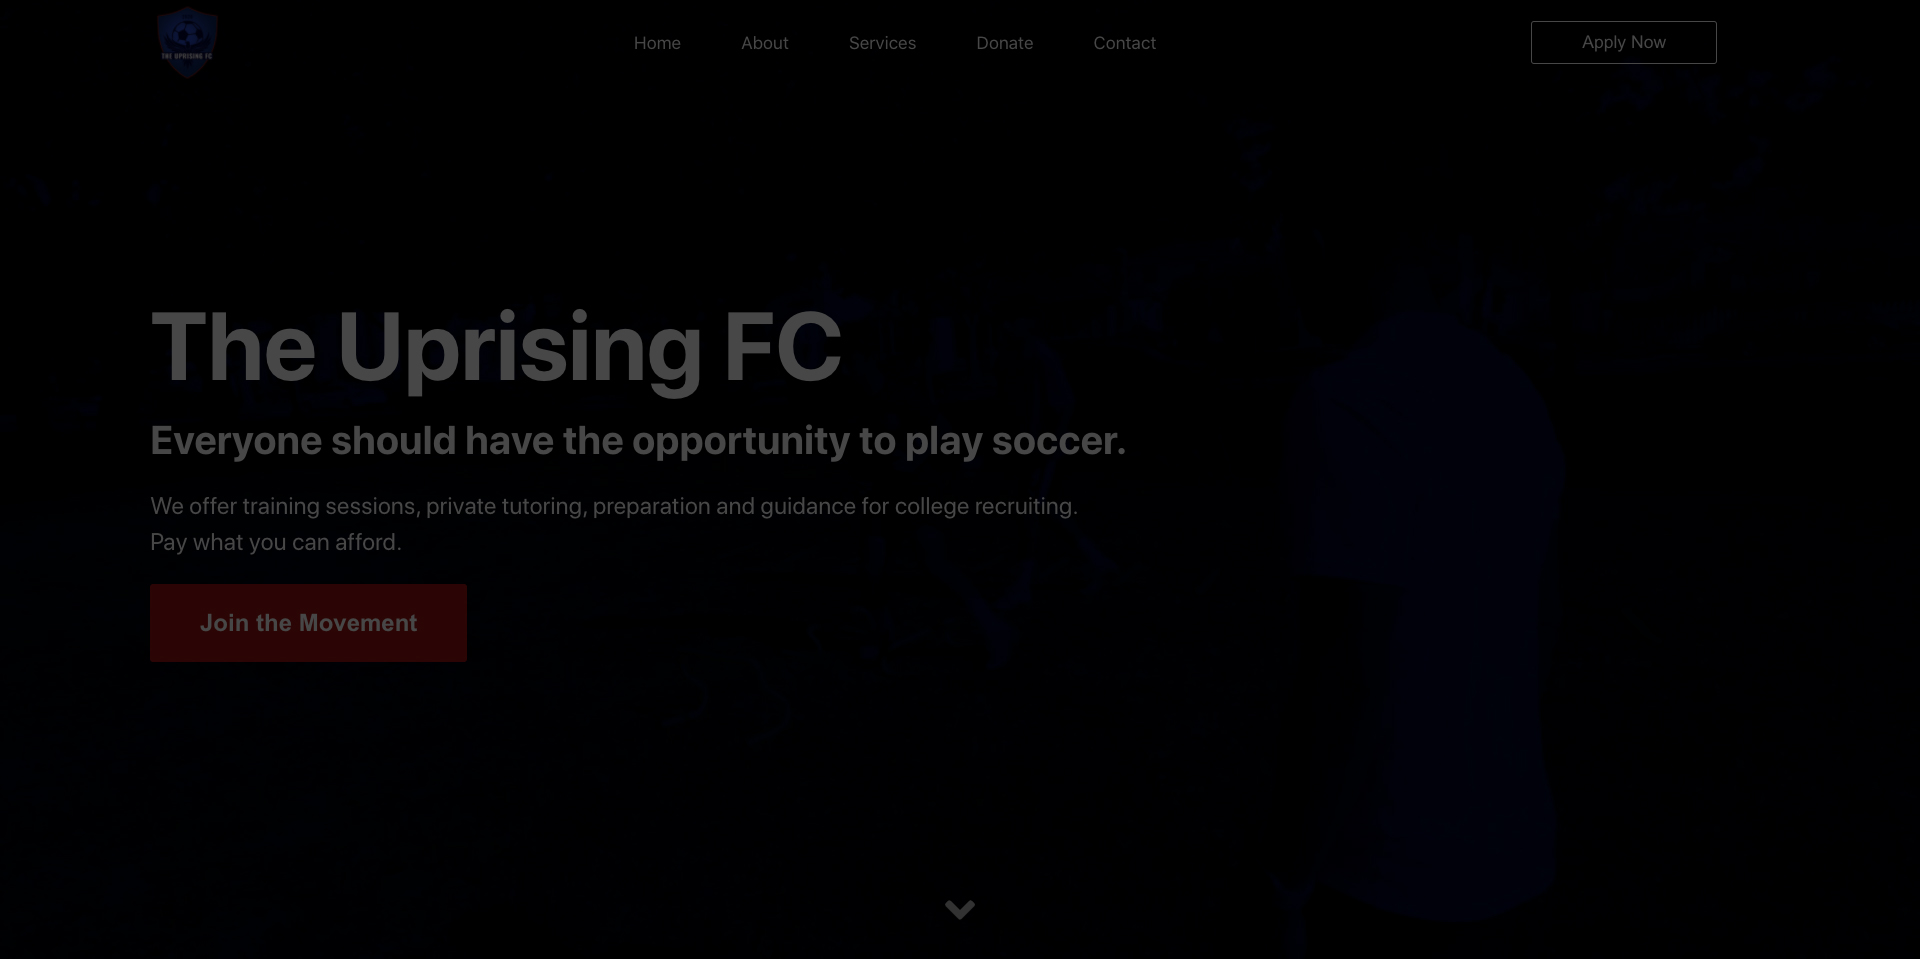 THE UPRISING FC
Home
About
Services
Donate
Contact
Apply Now
The Uprising FC
Everyone should have the opportunity to play soccer.
We offer training sessions, private tutoring, preparation and guidance for college recruiting.
Pay what you can afford.
Join the Movement